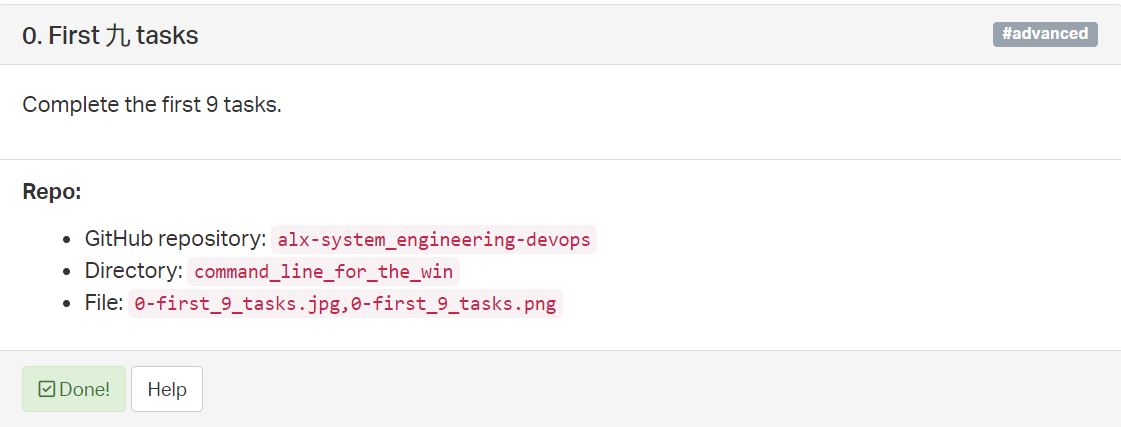 0. First 九 tasks
#advanced
Complete the first 9 tasks.
Repo:
GitHub repository: alx-system_engineering-devops
Directory: command_line_for_the_win
File: 0-first_9_tasks.jpg,0-first_9_tasks.png
Done!
Help